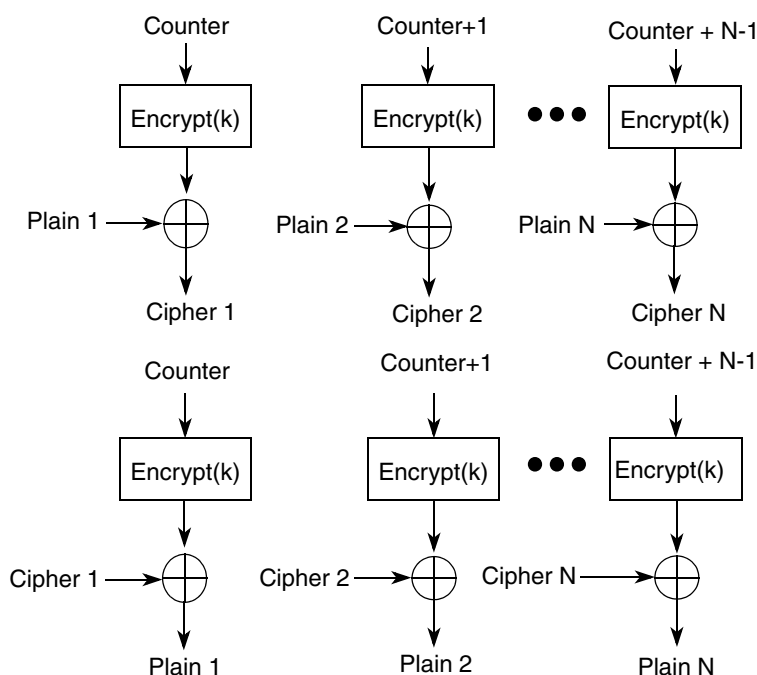 Counter
Counter+1
Counter + N-1
Encrypt(k)
Encrypt(k)
Encrypt(k)
Plain 1
Plain 2
Plain N
Cipher 1
Cipher 2
Cipher N
Counter
Counter+1
Counter + N-1
Encrypt(k)
Encrypt(k)
Encrypt(k)
Cipher 1
Cipher 2
Cipher N
Plain 1
Plain 2
Plain N